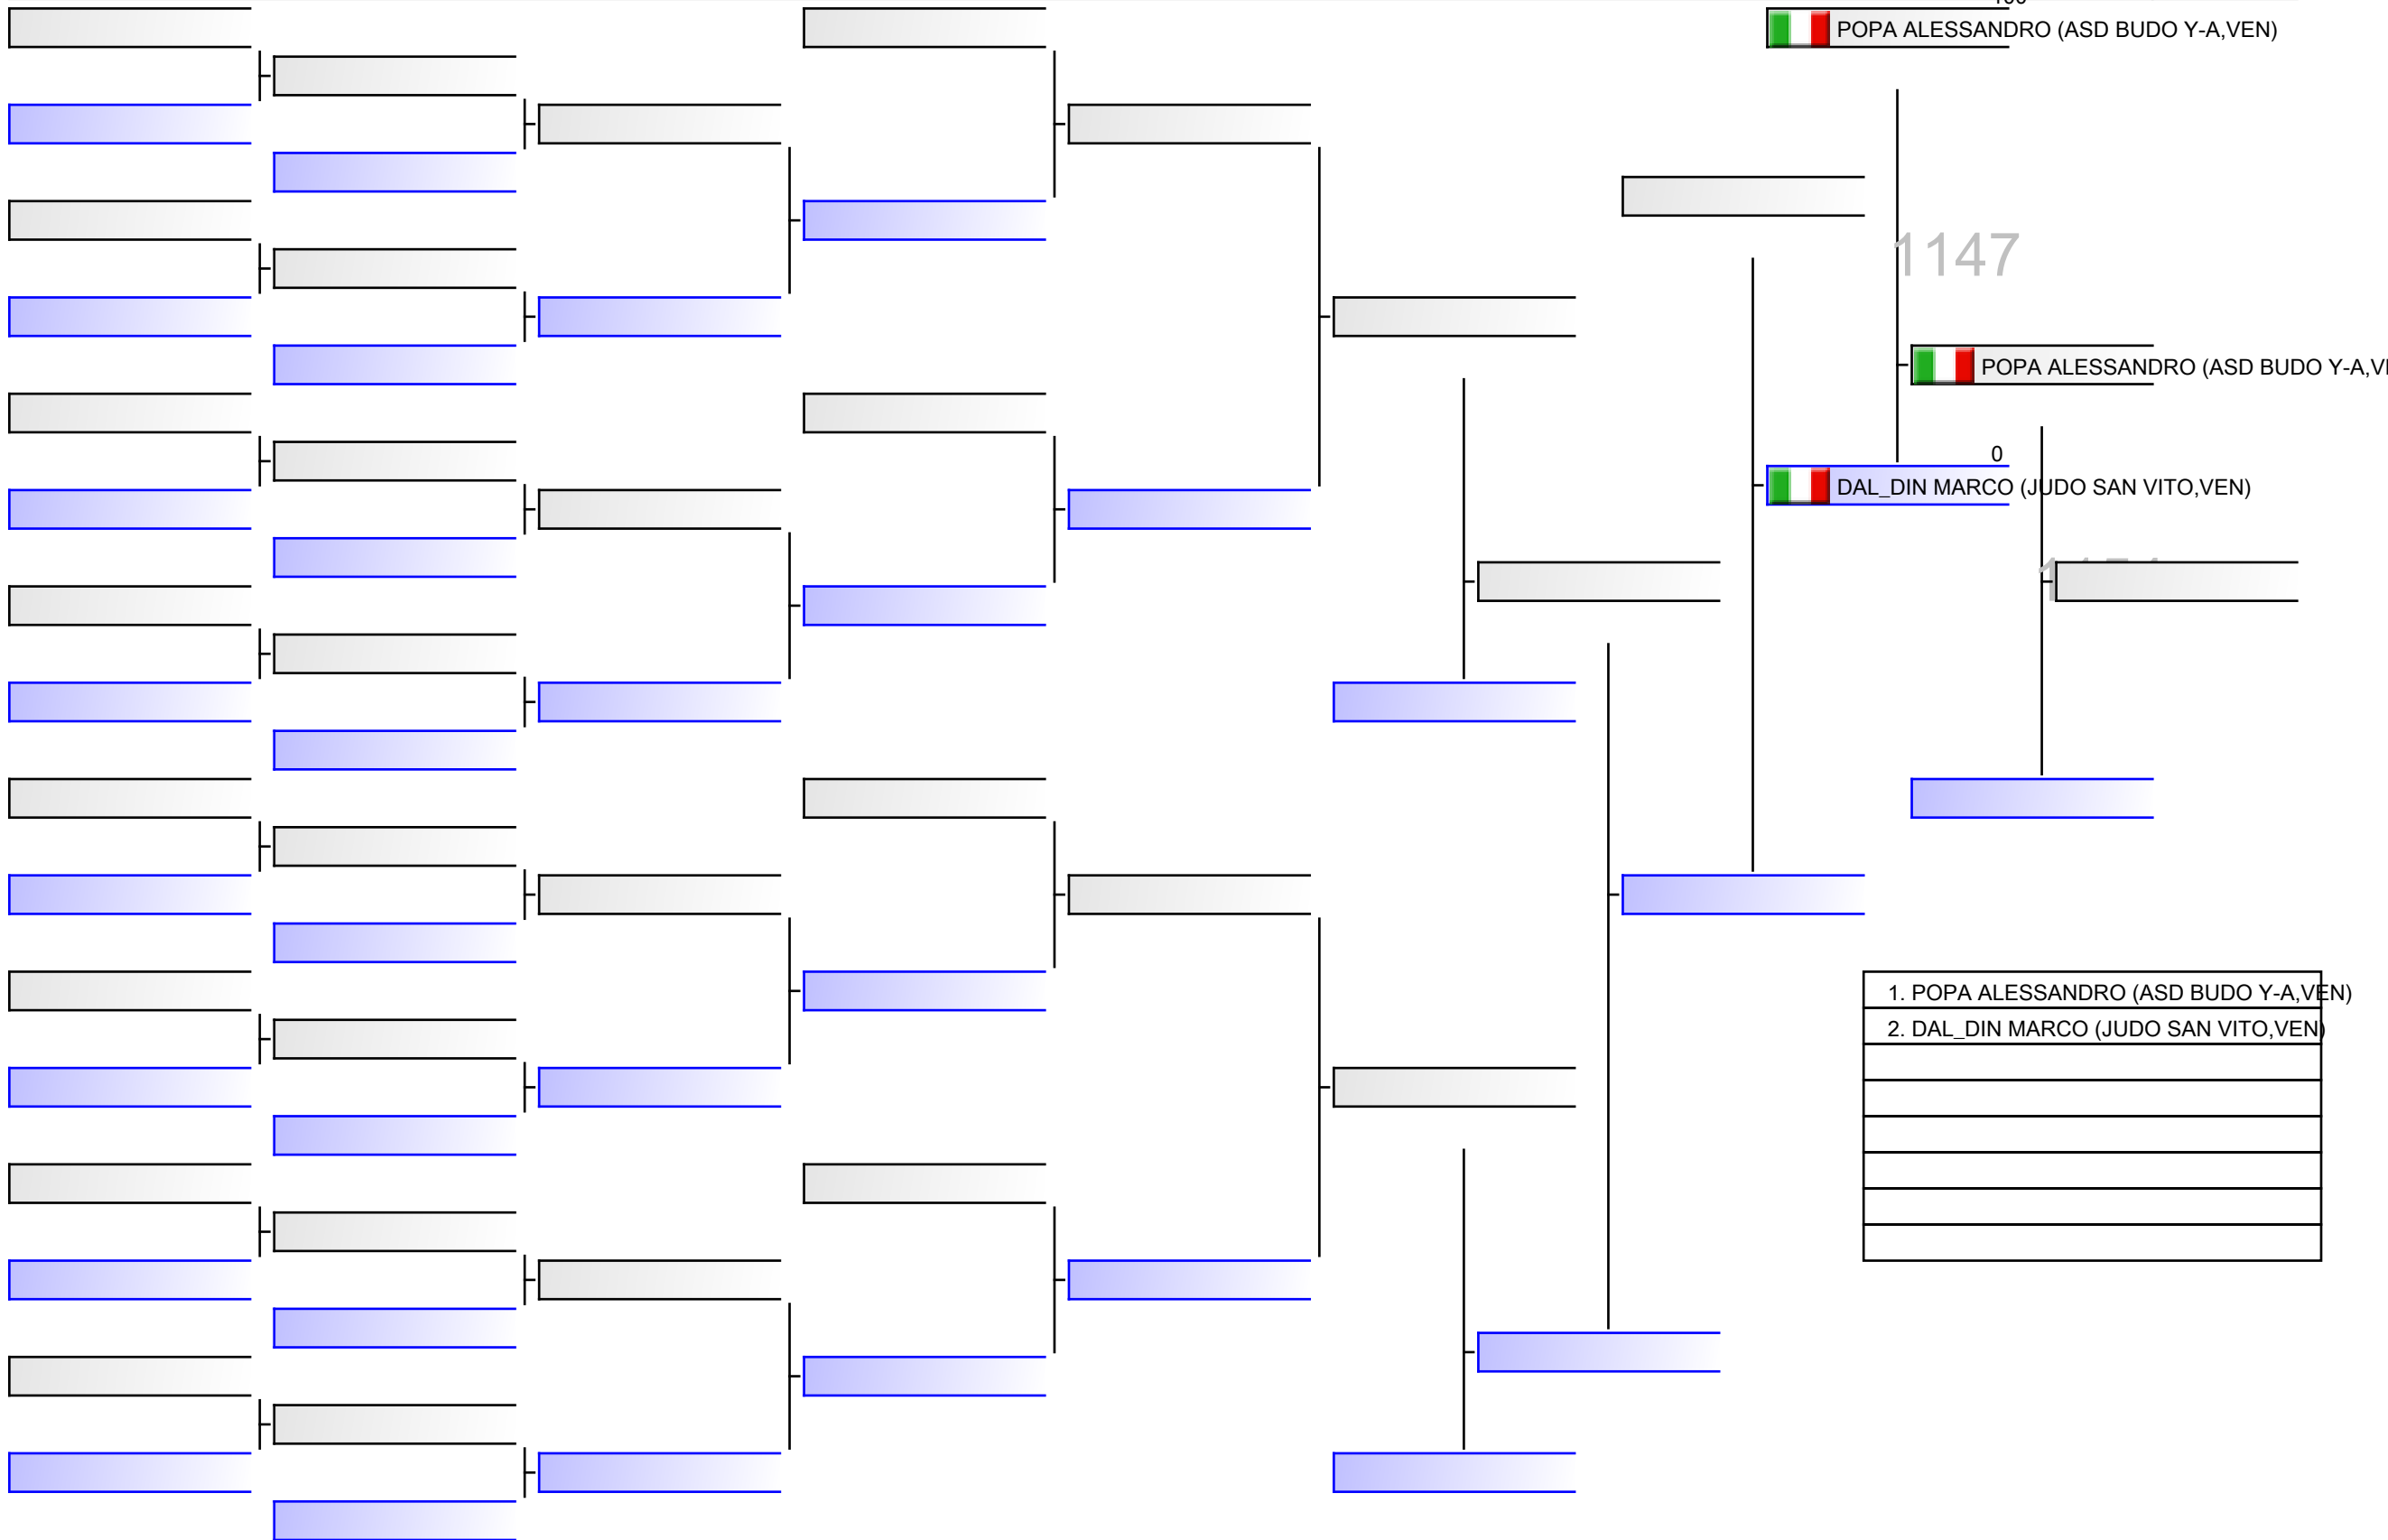 POPA ALESSANDRO (ASD BUDO Y-A,VEN)
1147
POPA ALESSANDRO (ASD BUDO Y-A,
0
DAL_DIN MARCO (JUDO SAN VITO,VEN)
1. POPA ALESSANDRO (ASD BUDO Y-A,VEN)
2. DAL_DIN MARCO (JUDO SAN VITO,VEN)